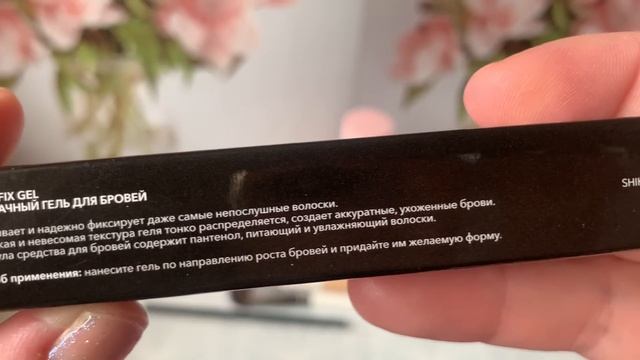 FIX GEL
АЧНЫЙ ГЕЛЬ ДЛЯ БРОВЕЙ
вает и надежно фиксирует даже самые непослушные волоски.
кая и невесомая текстура геля тонко распределяется, создает аккуратные, ухоженные брови.
ула средства для бровей содержит пантенол, питающий и увлажняющий волоски.
об применения: нанесите гель по направлению роста бровей и придайте им желаемую форму.
SHIK